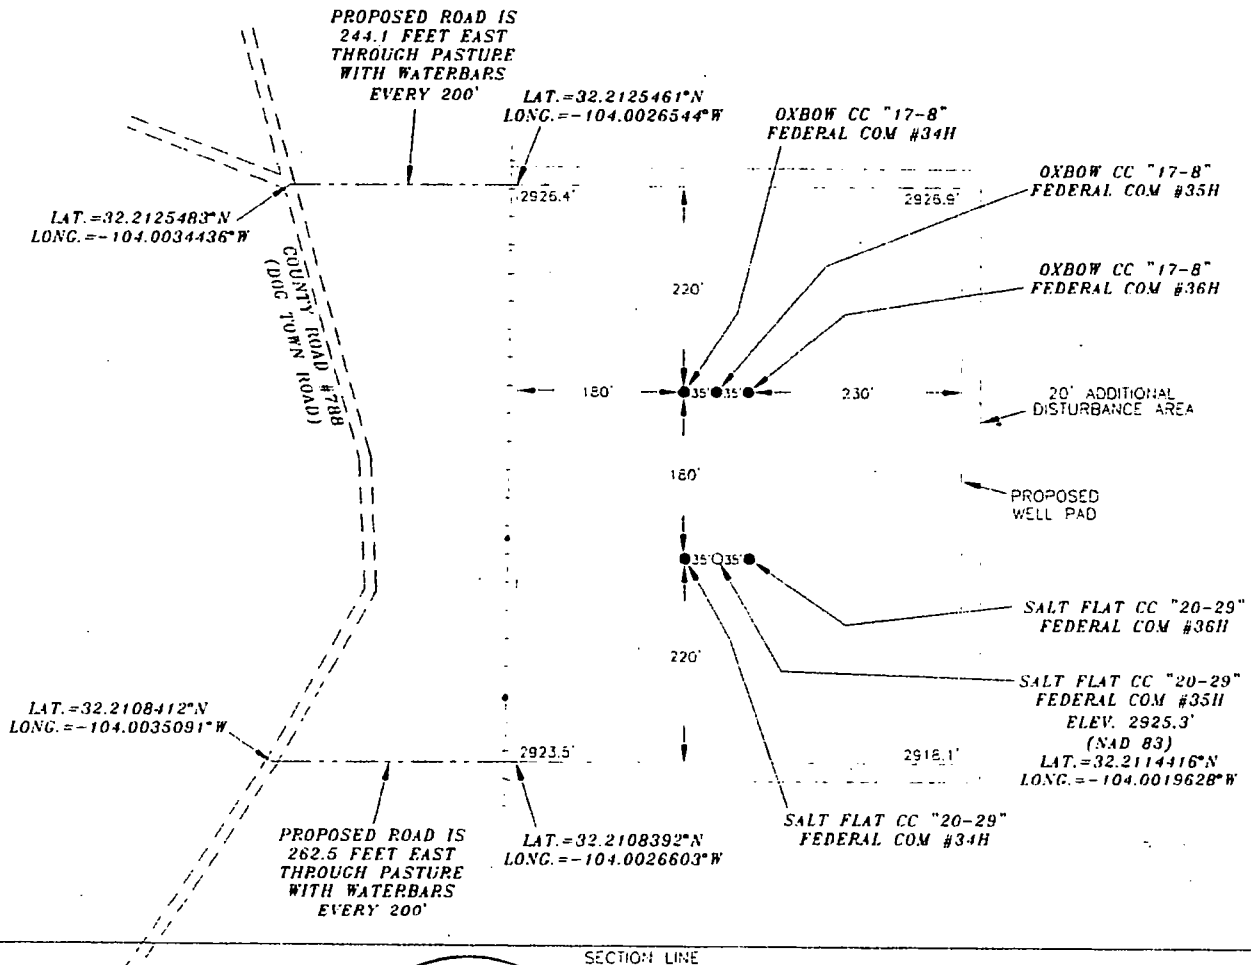 PROPOSED ROAD IS
244.1 FEET EAST
THROUGH PASTURE
WITH WATERBARS
EVERY 200'
LAT.=32.2125461°N
LONG.=-104.0026544°W
OXBOW CC "17-8"
FEDERAL COM #34H
OXBOW CC "17-8"
FEDERAL COM #35H
2926.4'
2926.9'
LAT.=32.2125483°N
LONG.=-104.0034436°W
OXBOW CC "17-8"
FEDERAL COM #36H
COUNTY ROAD #788
(DOG TOWN ROAD)
220'
180'
35'
35'
230'
20' ADDITIONAL
DISTURBANCE AREA
180'
PROPOSED
WELL PAD
35'
35'
SALT FLAT CC "20-29"
FEDERAL COM #36H
220'
SALT FLAT CC "20-29"
FEDERAL COM #35H
ELEV. 2925.3'
(NAD 83)
LAT.=32.2114416°N
LONG.=-104.0019628°W
LAT.=32.2108412°N
LONG.=-104.0035091°W
2923.5'
2918.1'
SALT FLAT CC "20-29"
FEDERAL COM #34H
PROPOSED ROAD IS
262.5 FEET EAST
THROUGH PASTURE
WITH WATERBARS
EVERY 200'
LAT.=32.2108392°N
LONG.=-104.0026603°W
SECTION LINE